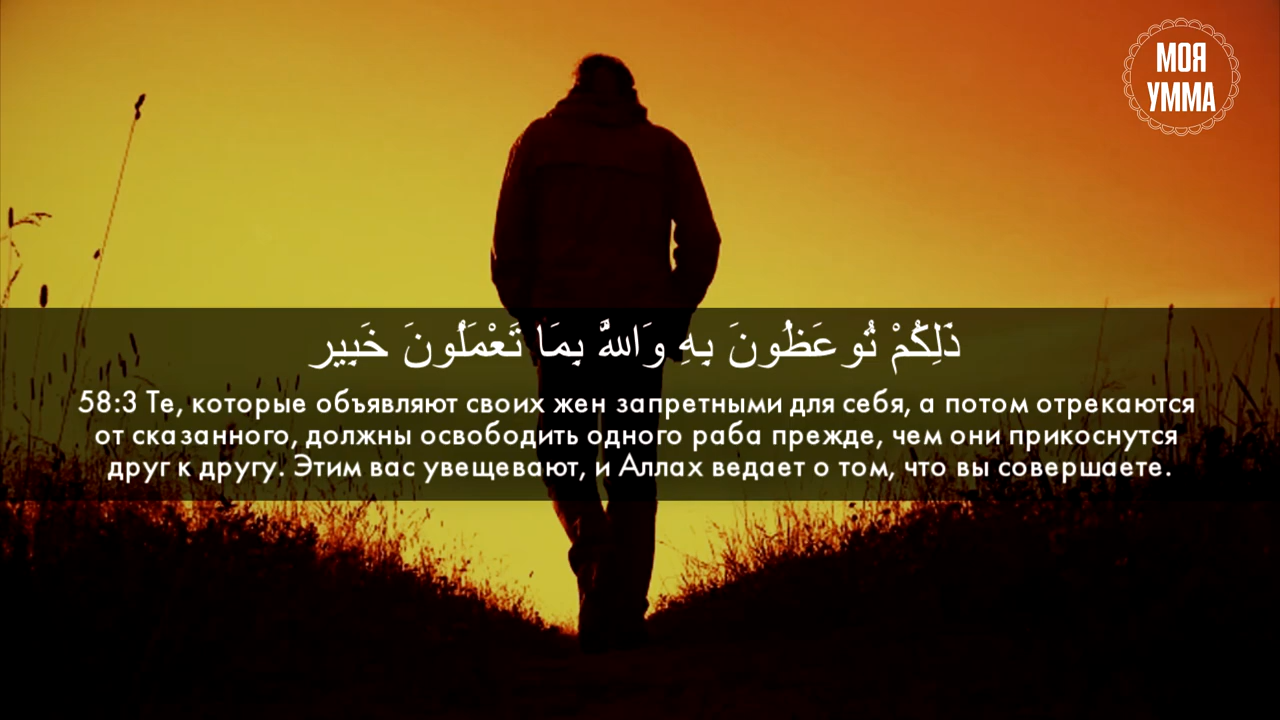 МОЯ
УММА
ذَٰلِكُمْ تُوعَظُونَ بِهِ وَاللَّهُ بِمَا تَعْمَلُونَ خَبِير
58:3 Те, которые объявляют своих жен запретными для себя, а потом отрекаются
от сказанного, должны освободить одного раба прежде, чем они прикоснутся
друг к другу. Этим вас увещевают, и Аллах ведает о том, что вы совершаете.